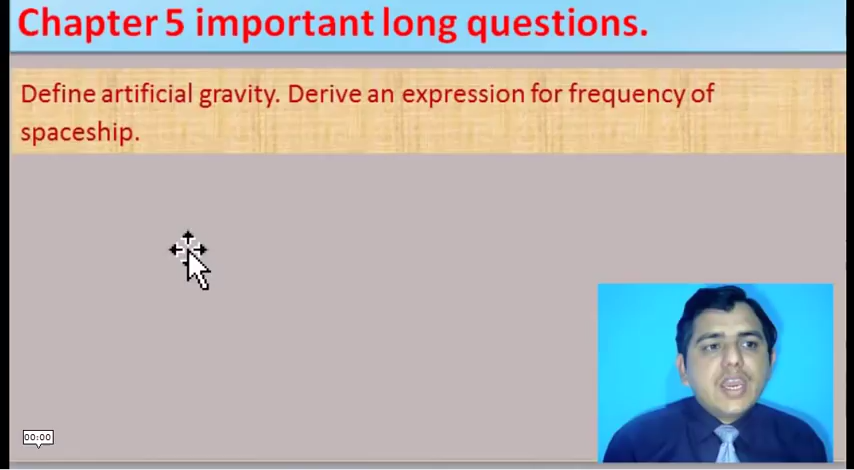 Chapter 5 important long questions.
Define artificial gravity. Derive an expression for frequency of
spaceship.
00:00